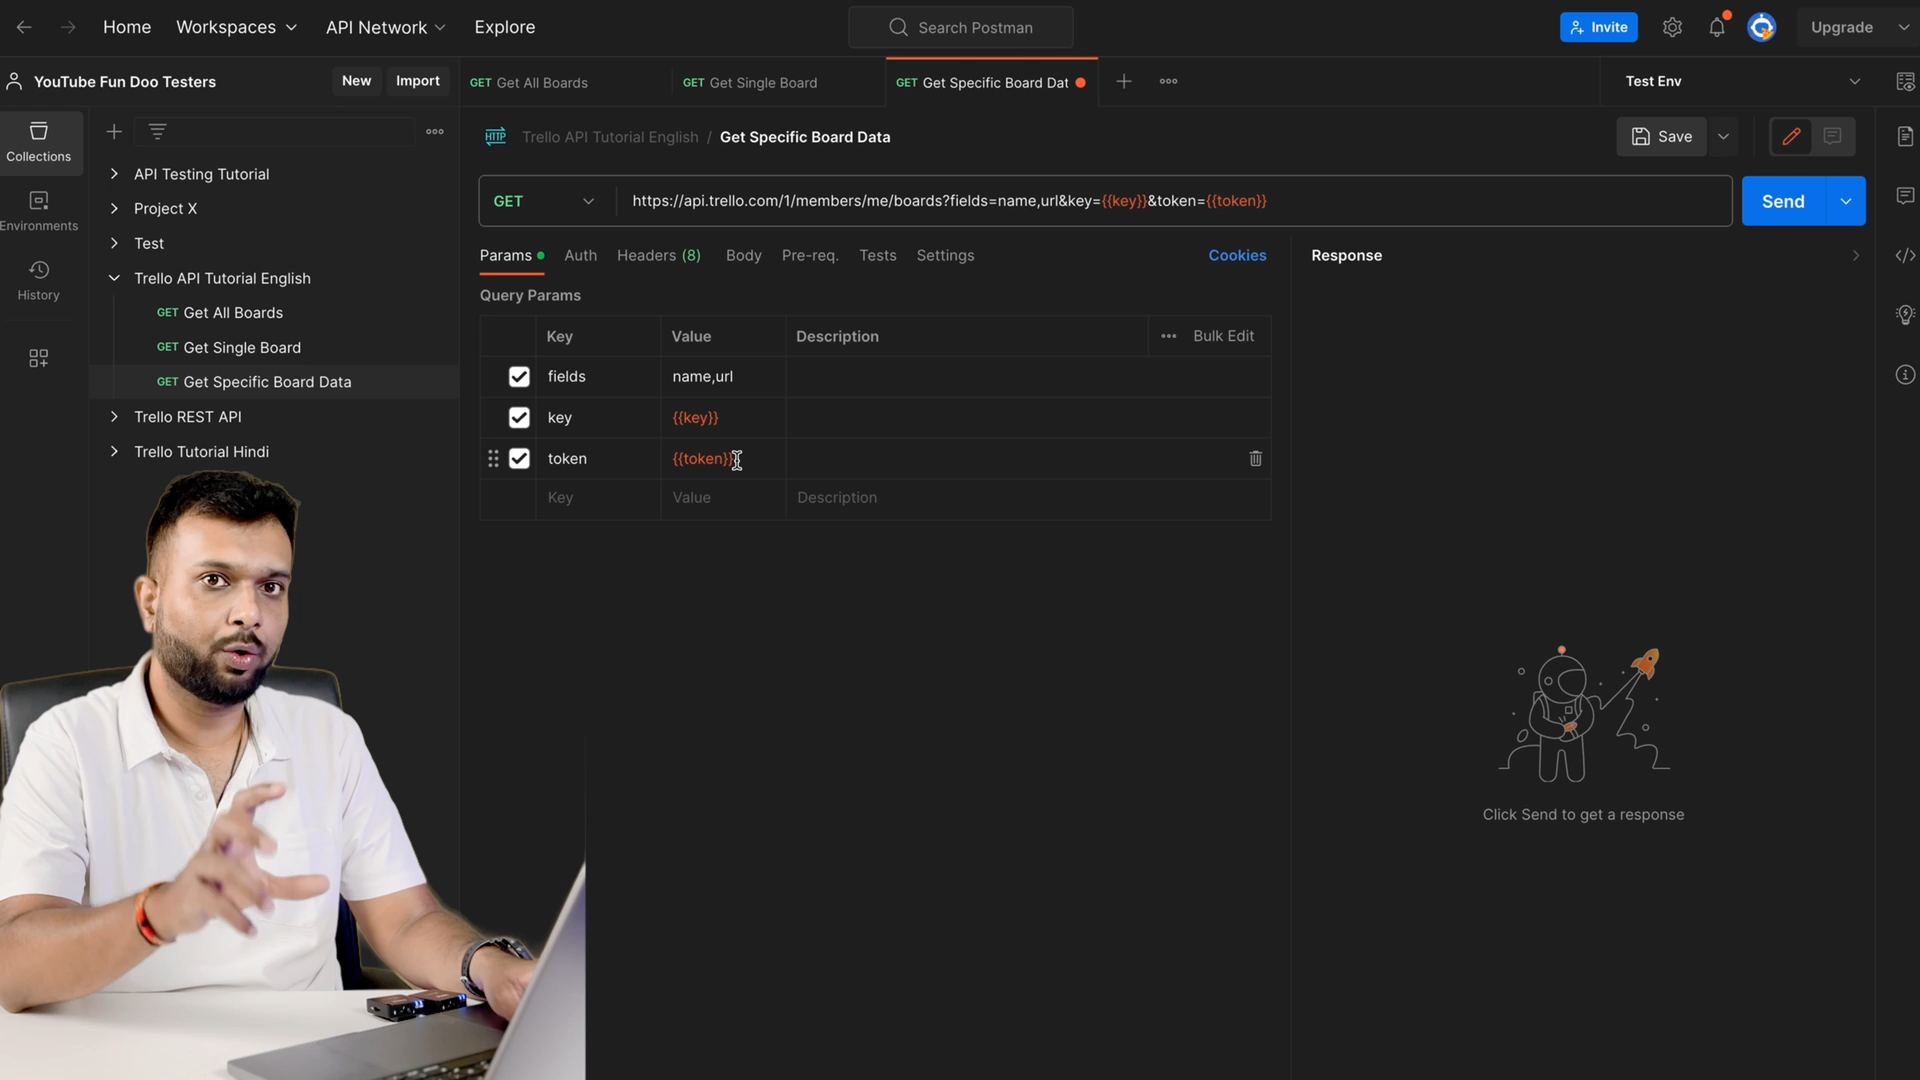 Home Workspaces API Network Explore Search Postman Invite Upgrade
YouTube Fun Doo Testers New Import GET Get All Boards GET Get Single Board GET Get Specific Board Dat Test Env
Collections
Environments
History
API Testing Tutorial
Project X
Test
Trello API Tutorial English
GET Get All Boards
GET Get Single Board
GET Get Specific Board Data
Trello REST API
Trello Tutorial Hindi
HTTP Trello API Tutorial English / Get Specific Board Data Save
GET https://api.trello.com/1/members/me/boards?fields=name,url&key={{key}}&token={{token}} Send
Params Auth Headers (8) Body Pre-req. Tests Settings Cookies Response
Query Params
Key Value Description Bulk Edit
fields name,url
key {{key}}
token {{token}}
Key Value Description
Click Send to get a response